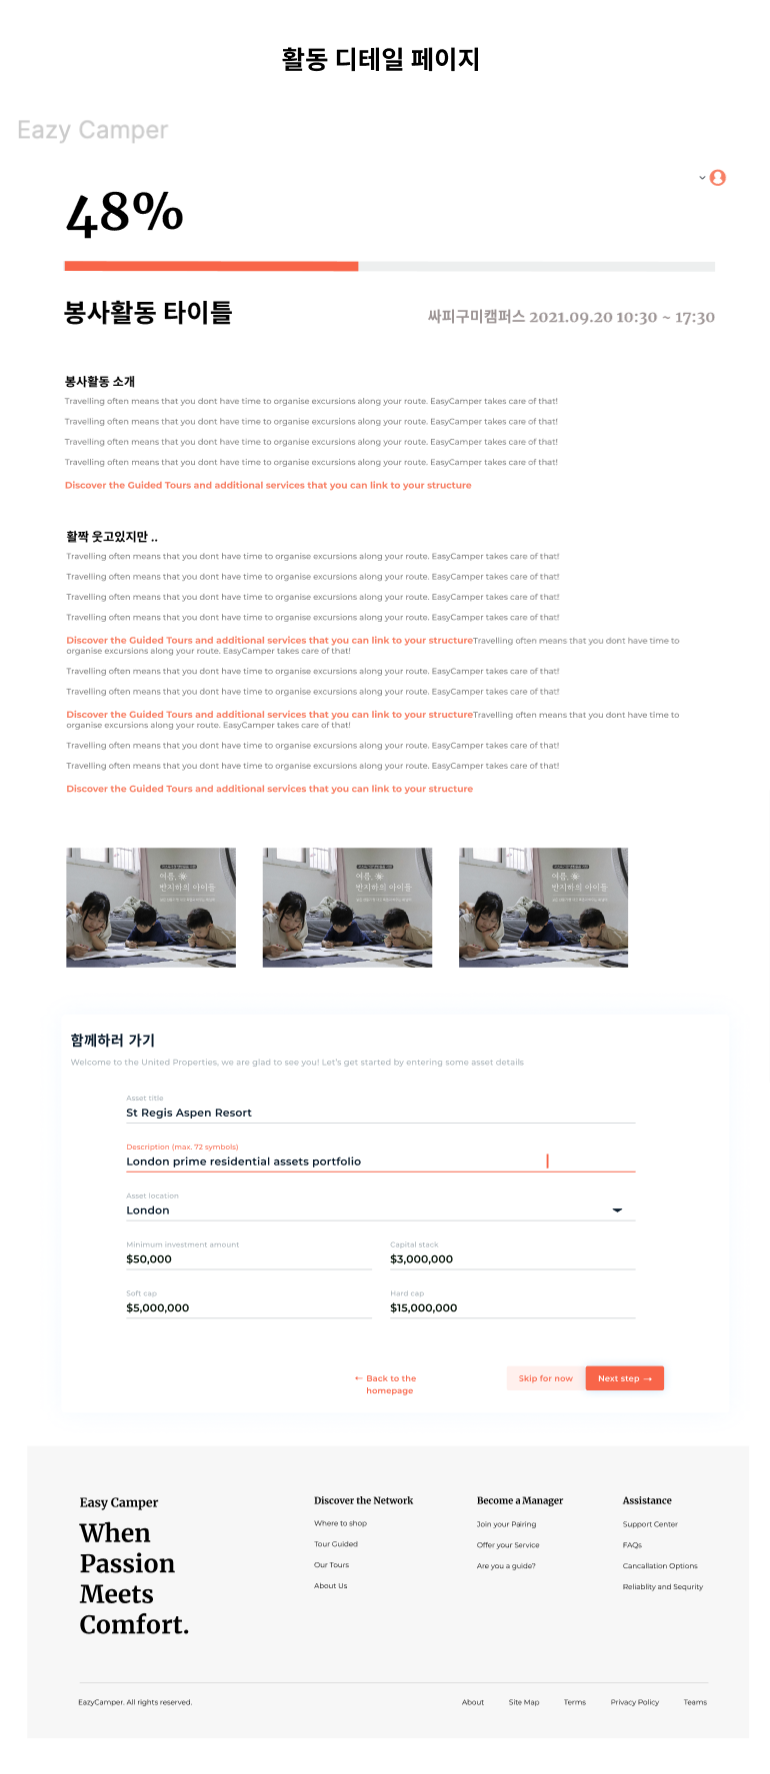 활동 디테일 페이지
Eazy Camper
48%
봉사활동 타이틀
싸피구미캠퍼스 2021.09.20 10:30 ~ 17:30
봉사활동 소개
Travelling often means that you dont have time to organise excursions along your route. EasyCamper takes care of that!
Travelling often means that you dont have time to organise excursions along your route. EasyCamper takes care of that!
Travelling often means that you dont have time to organise excursions along your route. EasyCamper takes care of that!
Travelling often means that you dont have time to organise excursions along your route. EasyCamper takes care of that!
Discover the Guided Tours and additional services that you can link to your structure
활짝 웃고있지만 ..
Travelling often means that you dont have time to organise excursions along your route. EasyCamper takes care of that!
Travelling often means that you dont have time to organise excursions along your route. EasyCamper takes care of that!
Travelling often means that you dont have time to organise excursions along your route. EasyCamper takes care of that!
Travelling often means that you dont have time to organise excursions along your route. EasyCamper takes care of that!
Discover the Guided Tours and additional services that you can link to your structureTravelling often means that you dont have time to
organise excursions along your route. EasyCamper takes care of that!
Travelling often means that you dont have time to organise excursions along your route. EasyCamper takes care of that!
Travelling often means that you dont have time to organise excursions along your route. EasyCamper takes care of that!
Discover the Guided Tours and additional services that you can link to your structureTravelling often means that you dont have time to
organise excursions along your route. EasyCamper takes care of that!
Travelling often means that you dont have time to organise excursions along your route. EasyCamper takes care of that!
Travelling often means that you dont have time to organise excursions along your route. EasyCamper takes care of that!
Discover the Guided Tours and additional services that you can link to your structure
여름,
반지하의 아이들
여름,
반지하의 아이들
여름,
반지하의 아이들
함께하러 가기
Welcome to the United Properties, we are glad to see you! Let's get started by entering some asset details
Asset title
St Regis Aspen Resort
Description (max. 72 symbols)
London prime residential assets portfolio
Asset location
London
Minimum investment amount
Capital stack
$50,000
$3,000,000
Soft cap
Hard cap
$5,000,000
$15,000,000
← Back to the
homepage
Skip for now
Next step →
Easy Camper
When
Passion
Meets
Comfort.
Discover the Network
Where to shop
Tour Guided
Our Tours
About Us
Become a Manager
Join your Pairing
Offer your Service
Are you a guide?
Assistance
Support Center
FAQs
Cancallation Options
Reliablity and Sequrity
EazyCamper. All rights reserved.
About
Site Map
Terms
Privacy Policy
Teams